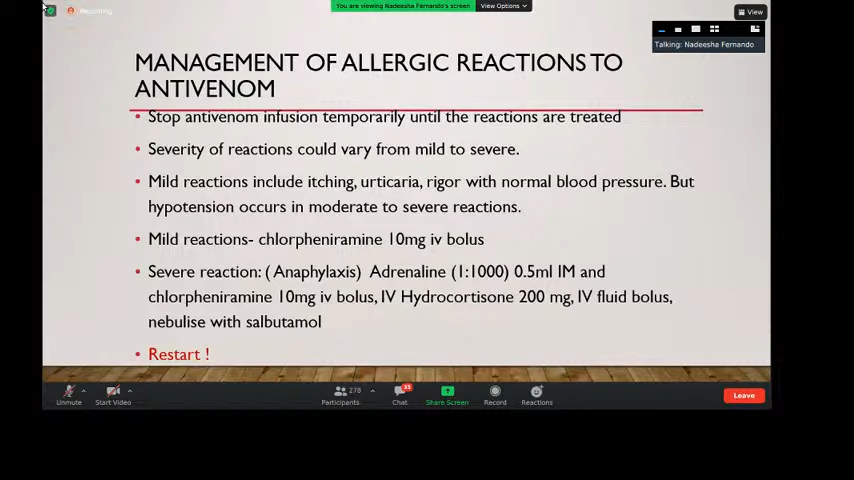 Recording
You are viewing Nadeesha Fernando's screen
View Options
View
Talking: Nadeesha Fernando
MANAGEMENT OF ALLERGIC REACTIONS TO
ANTIVENOM
• Stop antivenom infusion temporarily until the reactions are treated
• Severity of reactions could vary from mild to severe.
• Mild reactions include itching, urticaria, rigor with normal blood pressure. But
hypotension occurs in moderate to severe reactions.
• Mild reactions- chlorpheniramine 10mg iv bolus
• Severe reaction: ( Anaphylaxis) Adrenaline (1:1000) 0.5ml IM and
chlorpheniramine 10mg iv bolus, IV Hydrocortisone 200 mg, IV fluid bolus,
nebulise with salbutamol
• Restart !
278
33
Unmute
Start Video
Participants
Chat
Share Screen
Record
Reactions
Leave